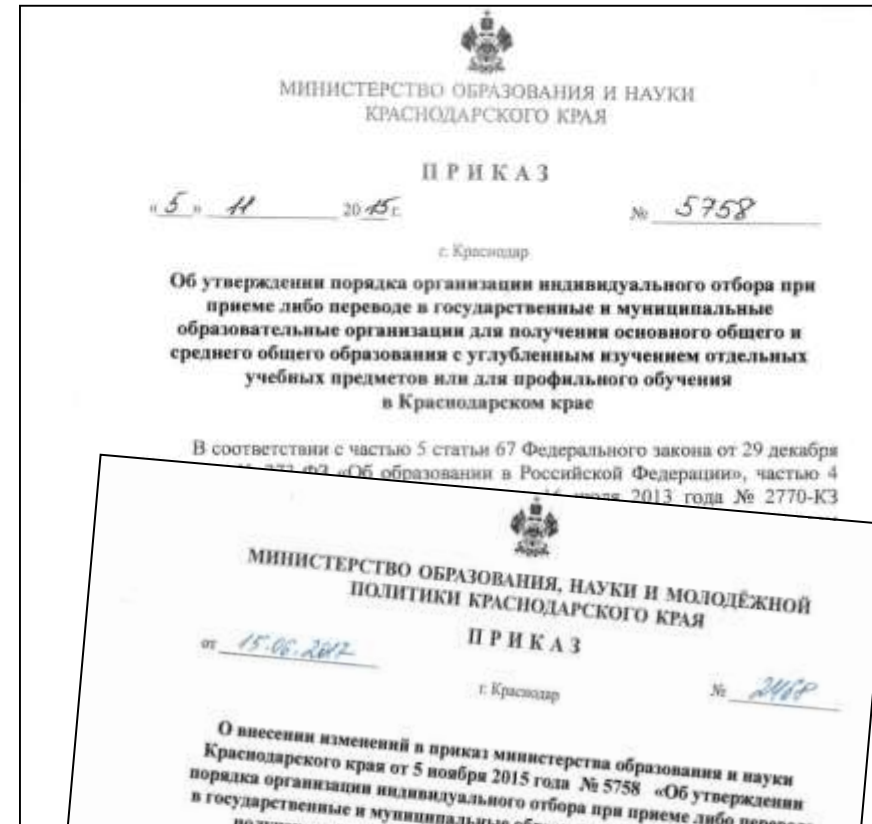 МИНИСТЕРСТВО ОБРАЗОВАНИЯ И НАУКИ
КРАСНОДАРСКОГО КРАЯ
ПРИКАЗ
« 5 » 11 2015 г. № 5758
г. Краснодар
Об утверждении порядка организации индивидуального отбора при
приеме либо переводе в государственные и муниципальные
образовательные организации для получения основного общего и
среднего общего образования с углубленным изучением отдельных
учебных предметов или для профильного обучения
в Краснодарском крае
В соответствии с частью 5 статьи 67 Федерального закона от 29 декабря
«Об образовании в Российской Федерации», частью 4
2013 года № 2770-КЗ
МИНИСТЕРСТВО ОБРАЗОВАНИЯ, НАУКИ И МОЛОДЁЖНОЙ
ПОЛИТИКИ КРАСНОДАРСКОГО КРАЯ
ПРИКАЗ
от 15.06.2017
г. Краснодар № 2468
О внесении изменений в приказ министерства образования и науки
Краснодарского края от 5 ноября 2015 года № 5758 «Об утверждении
порядка организации индивидуального отбора при приеме либо
в государственные и муниципальные